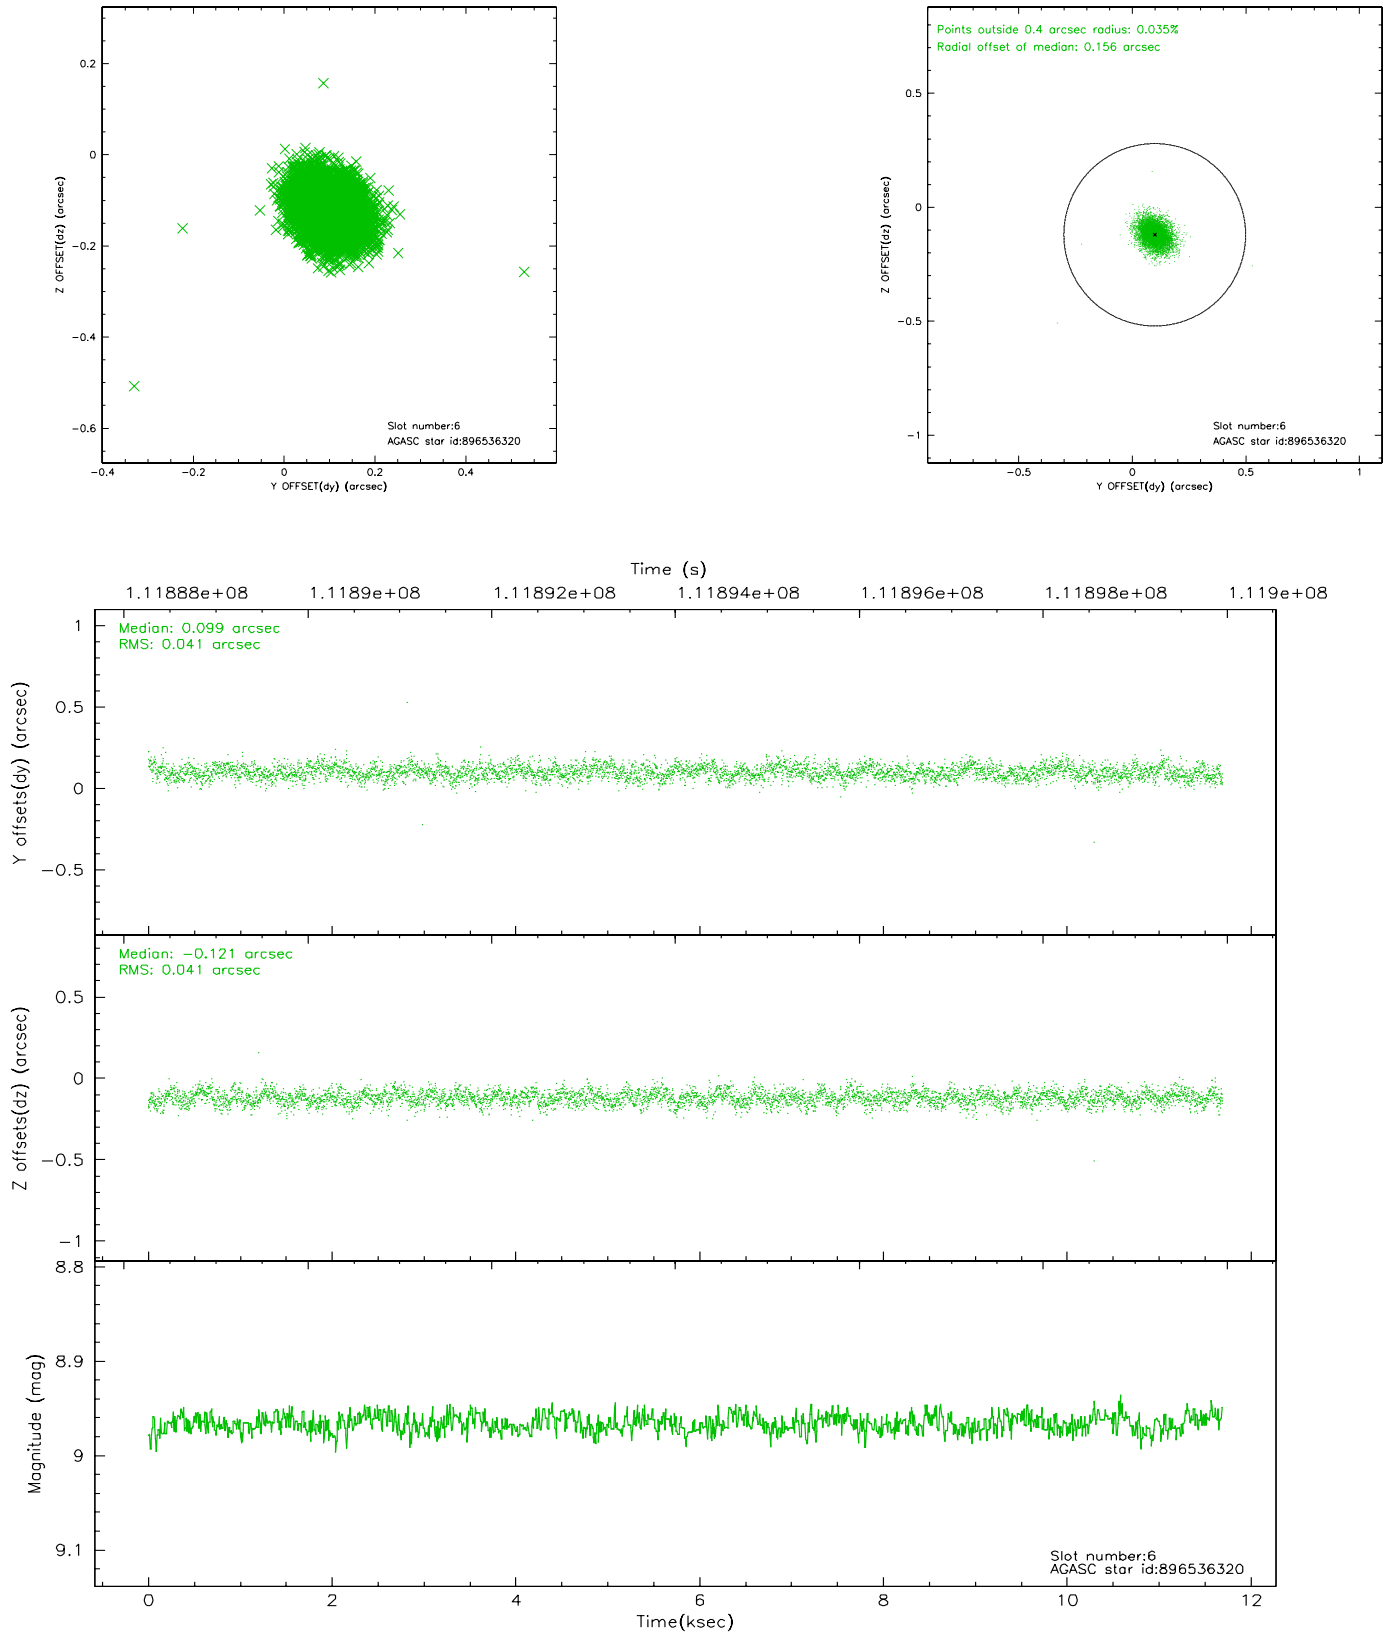 0.2
0
−0.2
−0.4
−0.6
Z OFFSET(dz) (arcsec)
Slot number:6
AGASC star id:896536320
−0.4 −0.2 0 0.2 0.4
Y OFFSET(dy) (arcsec)
Points outside 0.4 arcsec radius: 0.035%
Radial offset of median: 0.156 arcsec
0.5
0
−0.5
−1
Z OFFSET(dz) (arcsec)
Slot number:6
AGASC star id:896536320
−0.5 0 0.5 1
Y OFFSET(dy) (arcsec)
Time (s)
1.11888e+08 1.1189e+08 1.11892e+08 1.11894e+08 1.11896e+08 1.11898e+08 1.119e+08
Median: 0.099 arcsec
RMS: 0.041 arcsec
1
0.5
0
−0.5
Y offsets(dy) (arcsec)
Median: −0.121 arcsec
RMS: 0.041 arcsec
0.5
0
−0.5
−1
Z offsets(dz) (arcsec)
8.8
8.9
9
9.1
Magnitude (mag)
Slot number:6
AGASC star id:896536320
0 2 4 6 8 10 12
Time(ksec)